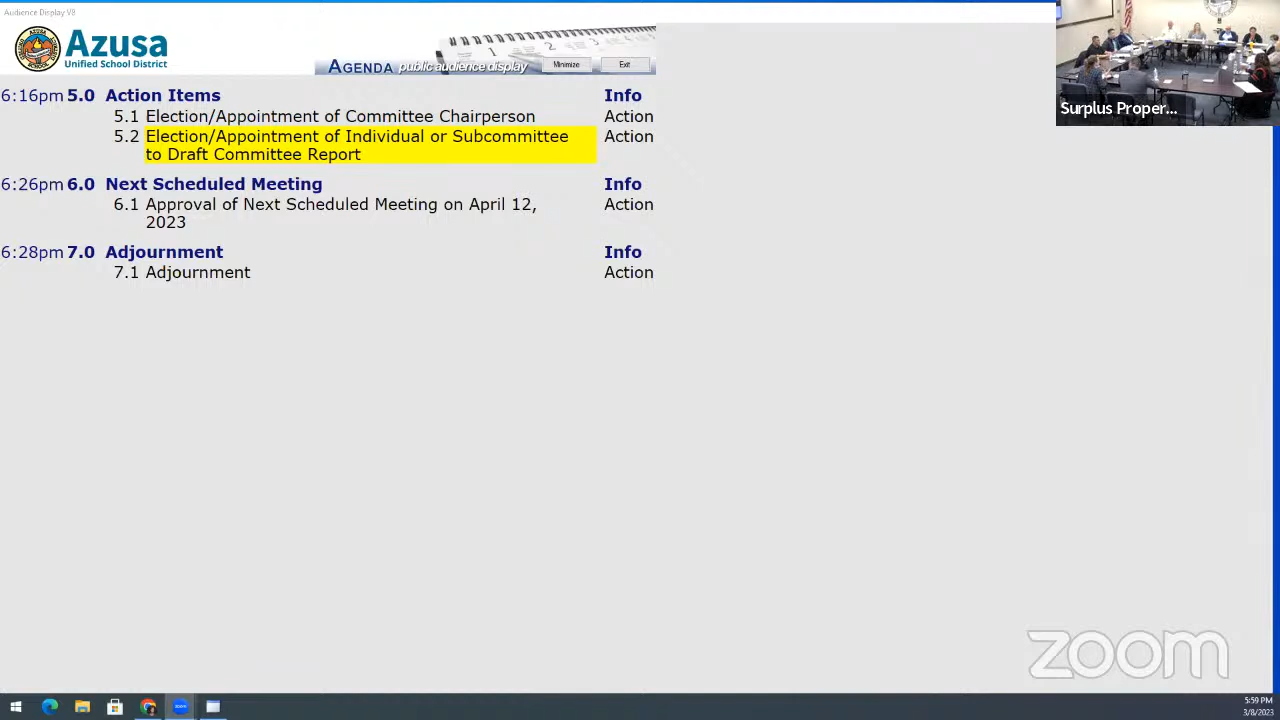 Audience Display V8
Azusa
Unified School District
AGENDA public audience display
Minimize
Exit
Surplus Proper...
6:16pm 5.0 Action Items Info
5.1 Election/Appointment of Committee Chairperson Action
5.2 Election/Appointment of Individual or Subcommittee Action
to Draft Committee Report
6:26pm 6.0 Next Scheduled Meeting Info
6.1 Approval of Next Scheduled Meeting on April 12, Action
2023
6:28pm 7.0 Adjournment Info
7.1 Adjournment Action
zoom
zoom
5:59 PM
3/8/2023